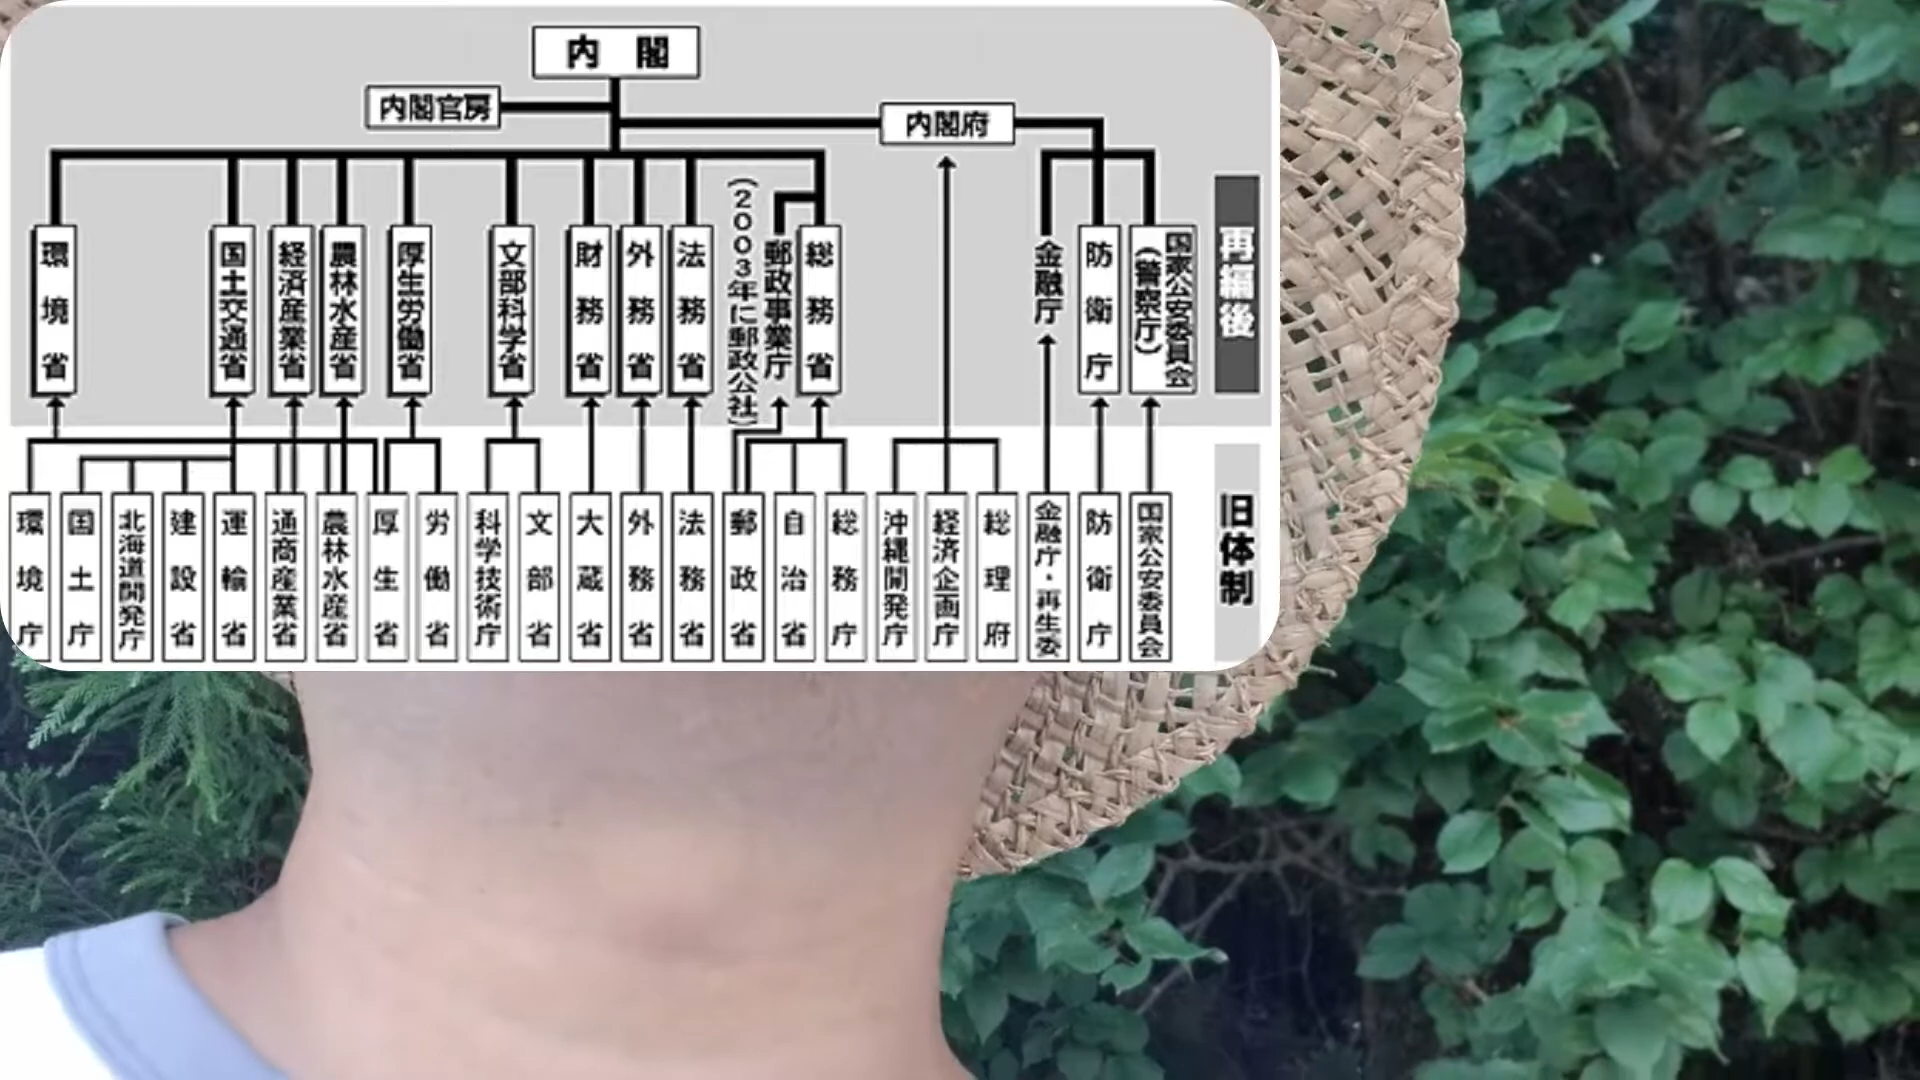 内 閣
内閣官房
内閣府
環境省
国土交通省
経済産業省
農林水産省
厚生労働省
文部科学省
財務省
外務省
法務省
(2003年に郵政公社)
郵政事業庁
総務省
金融庁
防衛庁
国家公安委員会
(警察庁)
再編後
環境庁
国土庁
北海道開発庁
建設省
運輸省
通商産業省
農林水産省
厚生省
労働省
科学技術庁
文部省
大蔵省
外務省
法務省
郵政省
自治省
総務庁
沖縄開発庁
経済企画庁
総理府
金融庁・再生委
防衛庁
国家公安委員会
旧体制